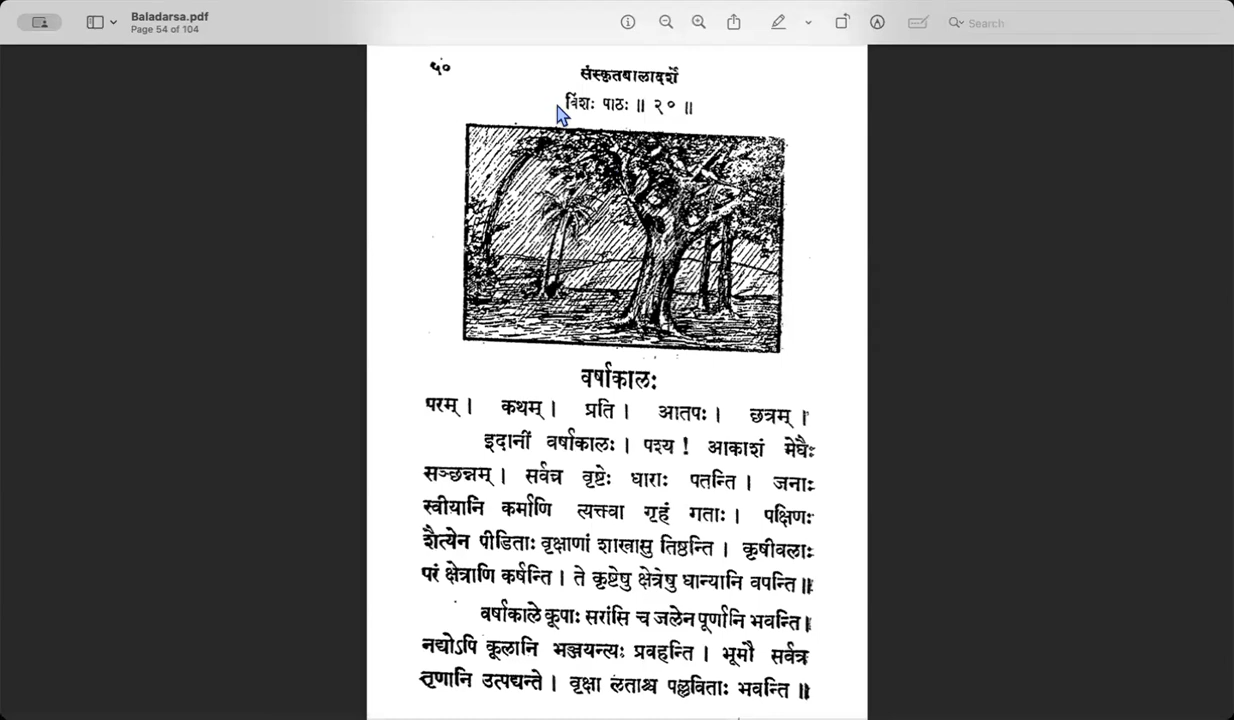 Baladarsa.pdf
Page 54 of 104
Search
५०
संस्कृतबालादर्शे
विंशः पाठः ॥ २० ॥
वर्षाकालः
परम् । कथम् । प्रति । आतपः । छत्रम् ।
इदानीं वर्षाकालः । पश्य ! आकाशं मेघैः
सञ्छन्नम् । सर्वत्र वृष्टेः धाराः पतन्ति । जनाः
स्वीयानि कर्माणि त्यक्त्वा गृहं गताः । पक्षिणः
शैत्येन पीडिताः वृक्षाणां शाखासु तिष्ठन्ति । कृषीवलाः
परं क्षेत्राणि कर्षन्ति । ते कृष्टेषु क्षेत्रेषु धान्यानि वपन्ति ॥
वर्षाकाले कूपाः सरांसि च जलेन पूर्णानि भवन्ति ।
नद्योऽपि कूलानि भञ्जयन्त्यः प्रवहन्ति । भूमौ सर्वत्र
तृणानि उत्पद्यन्ते । वृक्षा लताश्च पल्लविताः भवन्ति ॥